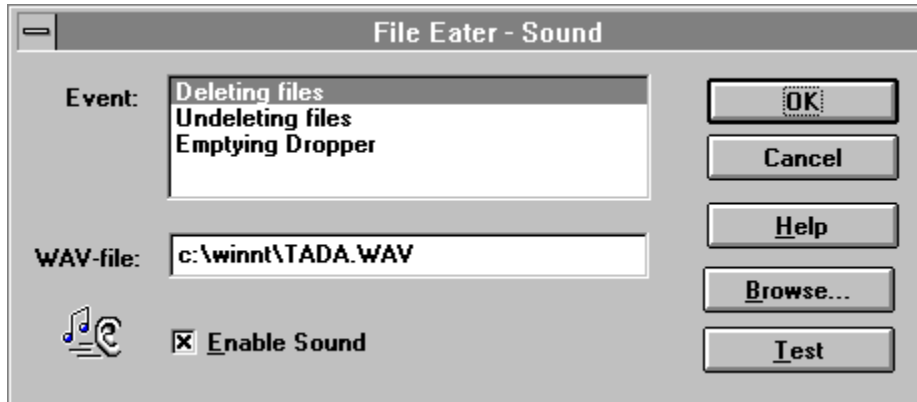 File Eater - Sound
Event:
Deleting files
Undeleting files
Emptying Dropper
WAV-file:
c:\winnt\TADA.WAV
Enable Sound
OK
Cancel
Help
Browse...
Test